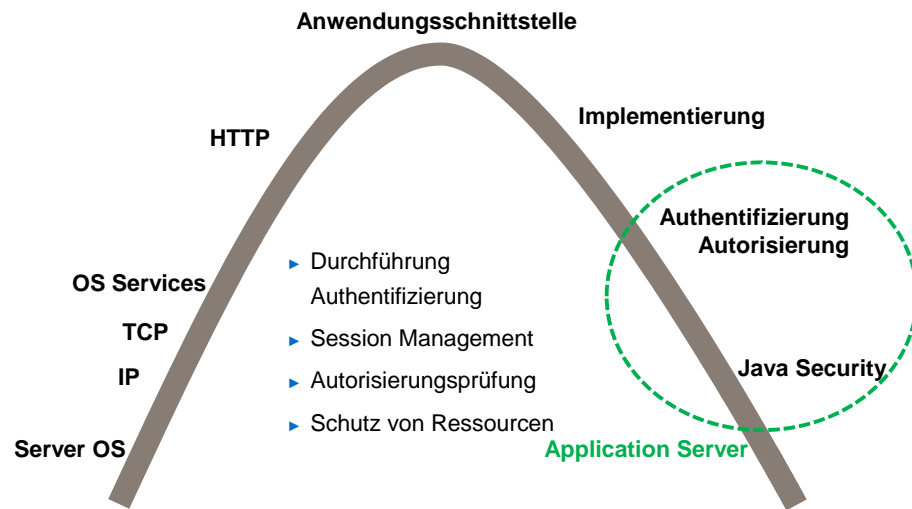 Anwendungsschnittstelle
HTTP
Implementierung
Authentifizierung
Autorisierung
OS Services
TCP
IP
Server OS
► Durchführung
Authentifizierung
► Session Management
► Autorisierungsprüfung
► Schutz von Ressourcen
Java Security
Application Server